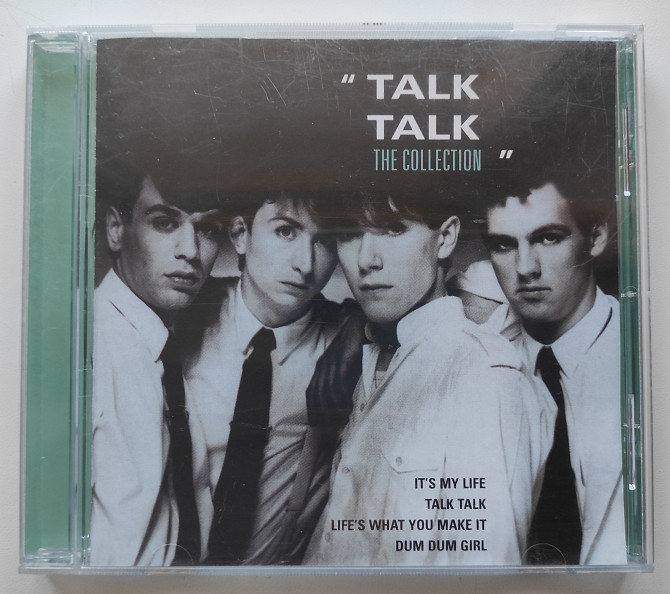 " TALK
TALK
THE COLLECTION "
IT'S MY LIFE
TALK TALK
LIFE'S WHAT YOU MAKE IT
DUM DUM GIRL